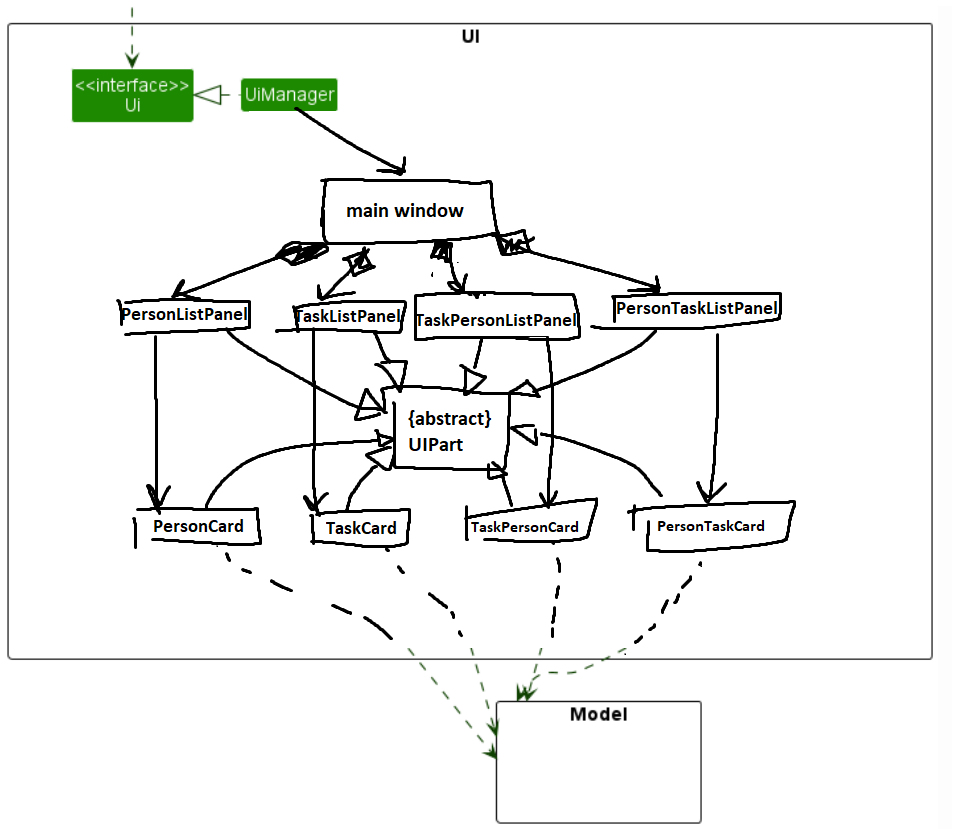 UI
<<interface>>
Ui
UiManager
main window
PersonListPanel
TaskListPanel
TaskPersonListPanel
PersonTaskListPanel
{abstract}
UIPart
PersonCard
TaskCard
TaskPersonCard
PersonTaskCard
Model